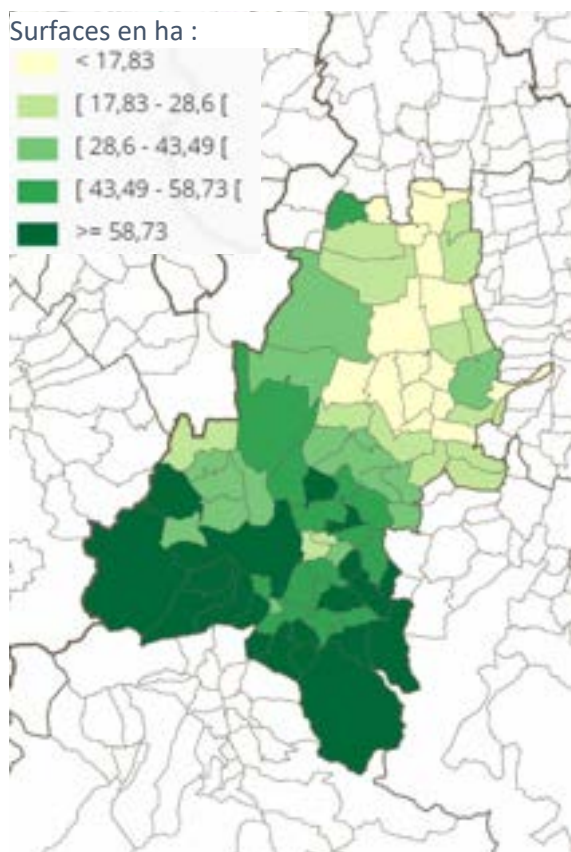 Surfaces en ha :
< 17,83
[ 17,83 - 28,6 [
[ 28,6 - 43,49 [
[ 43,49 - 58,73 [
>= 58,73